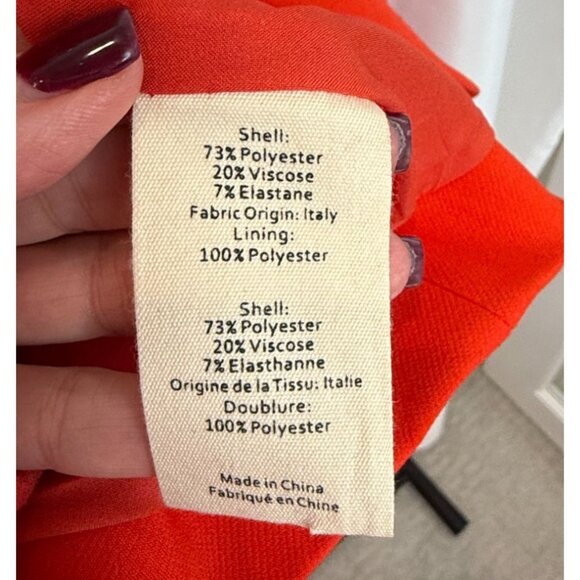 Shell:
73% Polyester
20% Viscose
7% Elastane
Fabric Origin: Italy
Lining:
100% Polyester
Shell:
73% Polyester
20% Viscose
7% Elasthanne
Origine de la Tissu: Italie
Doublure:
100% Polyester
Made in China
Fabriqué en Chine